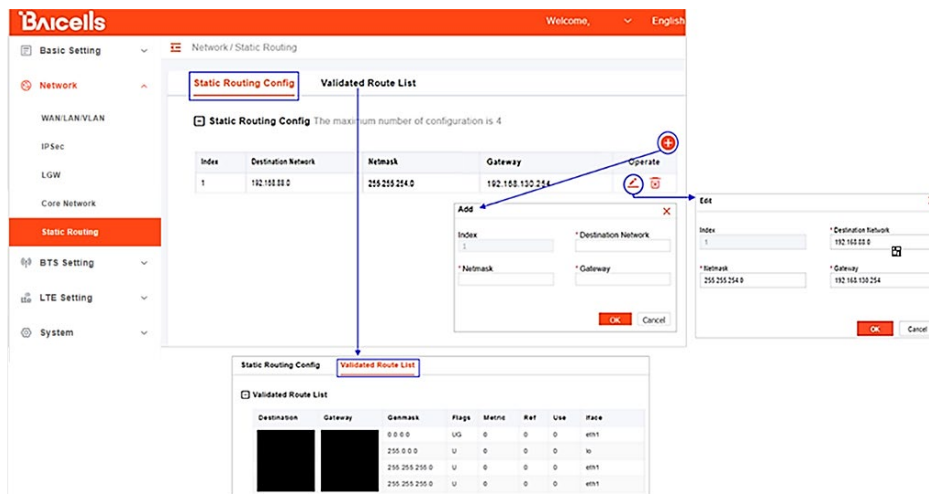 Baicells
Welcome,
English
Basic Setting
Network / Static Routing
Network
Static Routing Config
Validated Route List
WAN/LAN/VLAN
Static Routing Config The maximum number of configuration is 4
IPSec
LGW
Index Destination Network Netmask Gateway Operate
1 192.168.88.0 255.255.254.0 192.168.130.254
Core Network
Static Routing
BTS Setting
LTE Setting
System
Add
Index
* Destination Network
1
* Netmask
* Gateway
OK Cancel
Edit
Index
* Destination Network
1
192.168.88.0
* Netmask
* Gateway
255.255.254.0
192.168.130.254
OK Cancel
Static Routing Config
Validated Route List
Validated Route List
Destination Gateway Genmask Flags Metric Ref Use Iface
0.0.0.0 UG 0 0 0 eth1
255.0.0.0 U 0 0 0 lo
255.255.255.0 U 0 0 0 eth1
255.255.255.0 U 0 0 0 eth1